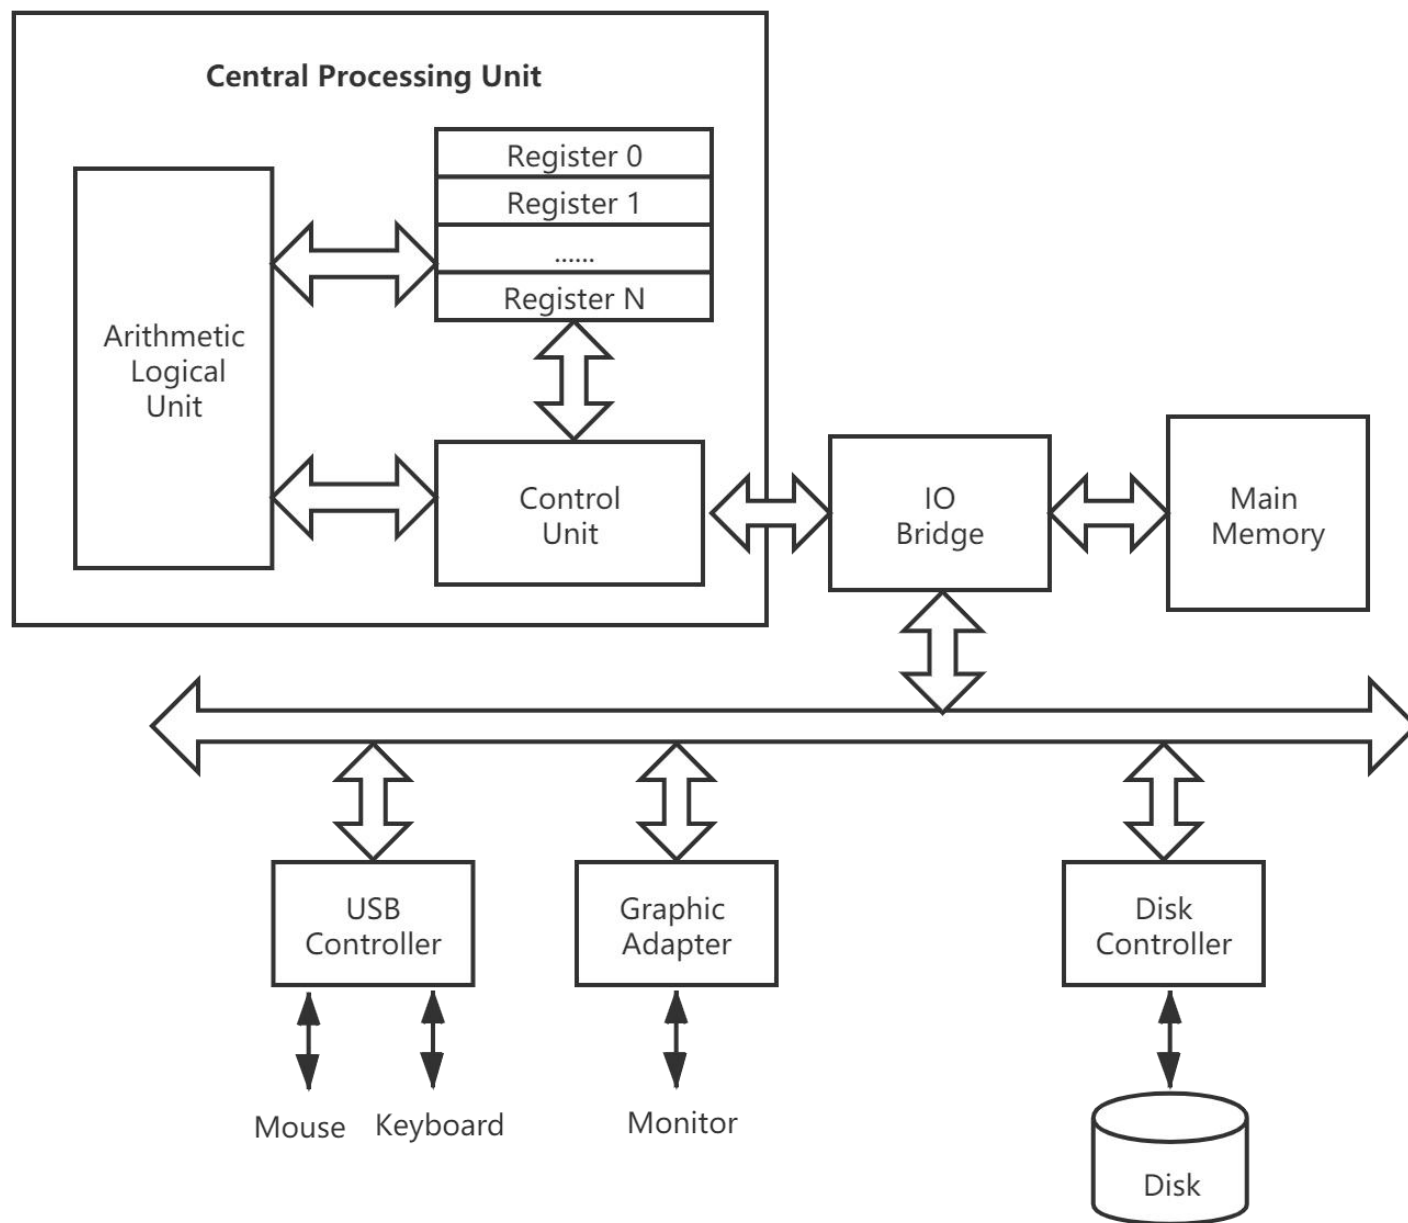 Central Processing Unit
Register 0
Register 1
......
Register N
Arithmetic
Logical
Unit
Control
Unit
IO
Bridge
Main
Memory
USB
Controller
Graphic
Adapter
Disk
Controller
Mouse
Keyboard
Monitor
Disk